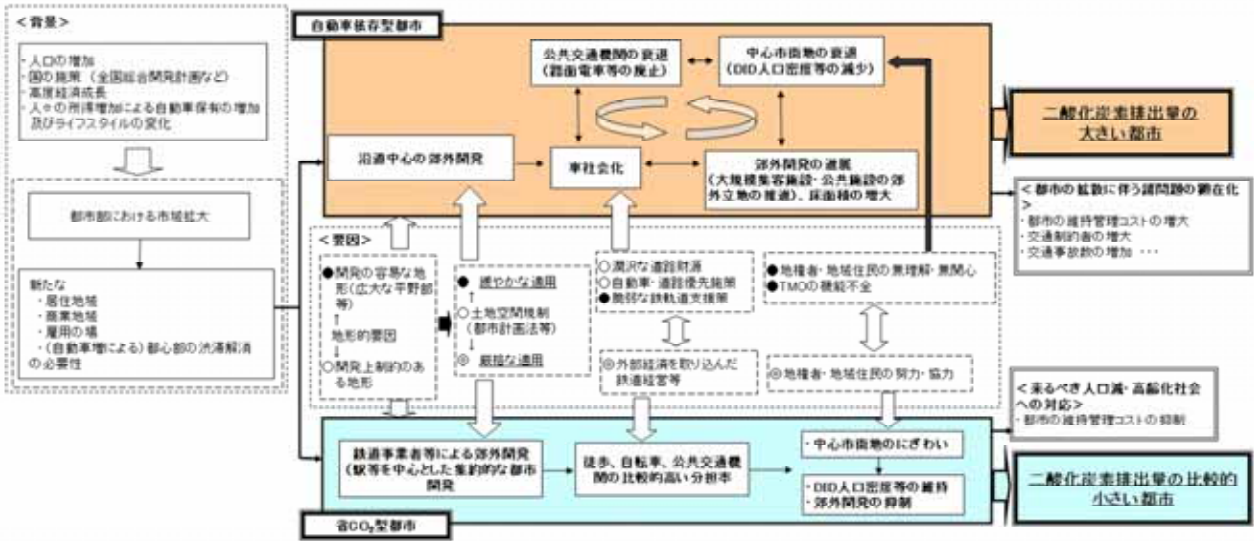 ＜背景＞
・人口の増加
・国の施策 （全国総合開発計画など）
・高度経済成長
・人々の所得増加による自動車保有の増加
及びライフスタイルの変化
都市部における市域拡大
新たな
・居住地域
・商業地域
・雇用の場
・（自動車増による）都心部の渋滞解消
の必要性
自動車依存型都市
公共交通機関の衰退
（路面電車等の廃止）
中心市街地の衰退
（DID人口密度等の減少）
沿道中心の郊外開発
車社会化
郊外開発の進展
（大規模集客施設・公共施設の郊
外立地の推進）、床面積の増大
二酸化炭素排出量の
大きい都市
＜都市の拡散に伴う諸問題の顕在化
＞
・都市の維持管理コストの増大
・交通制約者の増大
・交通事故数の増加 …
＜要因＞
●開発の容易な地
形（広大な平野部
等）
↑
地形的要因
↓
○開発上制約のあ
る地形
● 緩やかな適用
↑
○土地空間規制
（都市計画法等）
↓
◎ 厳格な適用
○潤沢な道路財源
○自動車・道路優先施策
●脆弱な鉄軌道支援策
◎外部経済を取り込んだ
鉄道経営等
●地権者・地域住民の無理解・無関心
●TMOの機能不全
◎地権者・地域住民の努力・協力
＜来るべき人口減・高齢化社会
への対応＞
・都市の維持管理コストの抑制
鉄道事業者等による郊外開発
（駅等を中心とした集約的な都市
開発）
徒歩、自転車、公共交通機
関の比較的高い分担率
・中心市街地のにぎわい
・DID人口密度等の維持
・郊外開発の抑制
二酸化炭素排出量の比較的
小さい都市
省CO₂型都市